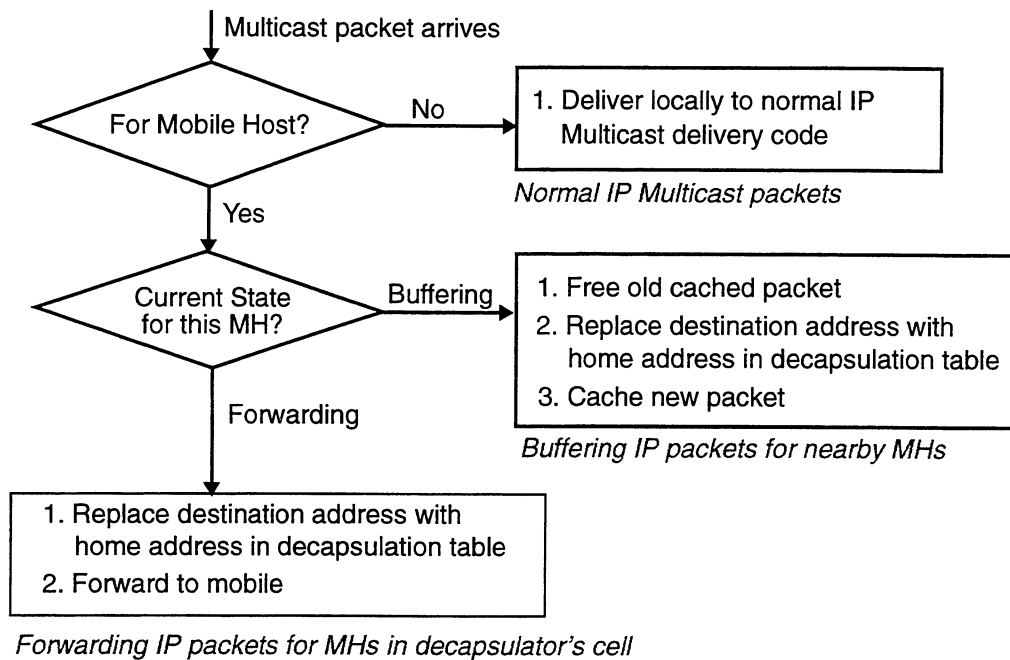 Multicast packet arrives
For Mobile Host?
No
1. Deliver locally to normal IP
Multicast delivery code
Normal IP Multicast packets
Yes
Current State
for this MH?
Buffering
1. Free old cached packet
2. Replace destination address with
home address in decapsulation table
3. Cache new packet
Buffering IP packets for nearby MHs
Forwarding
1. Replace destination address with
home address in decapsulation table
2. Forward to mobile
Forwarding IP packets for MHs in decapsulator's cell